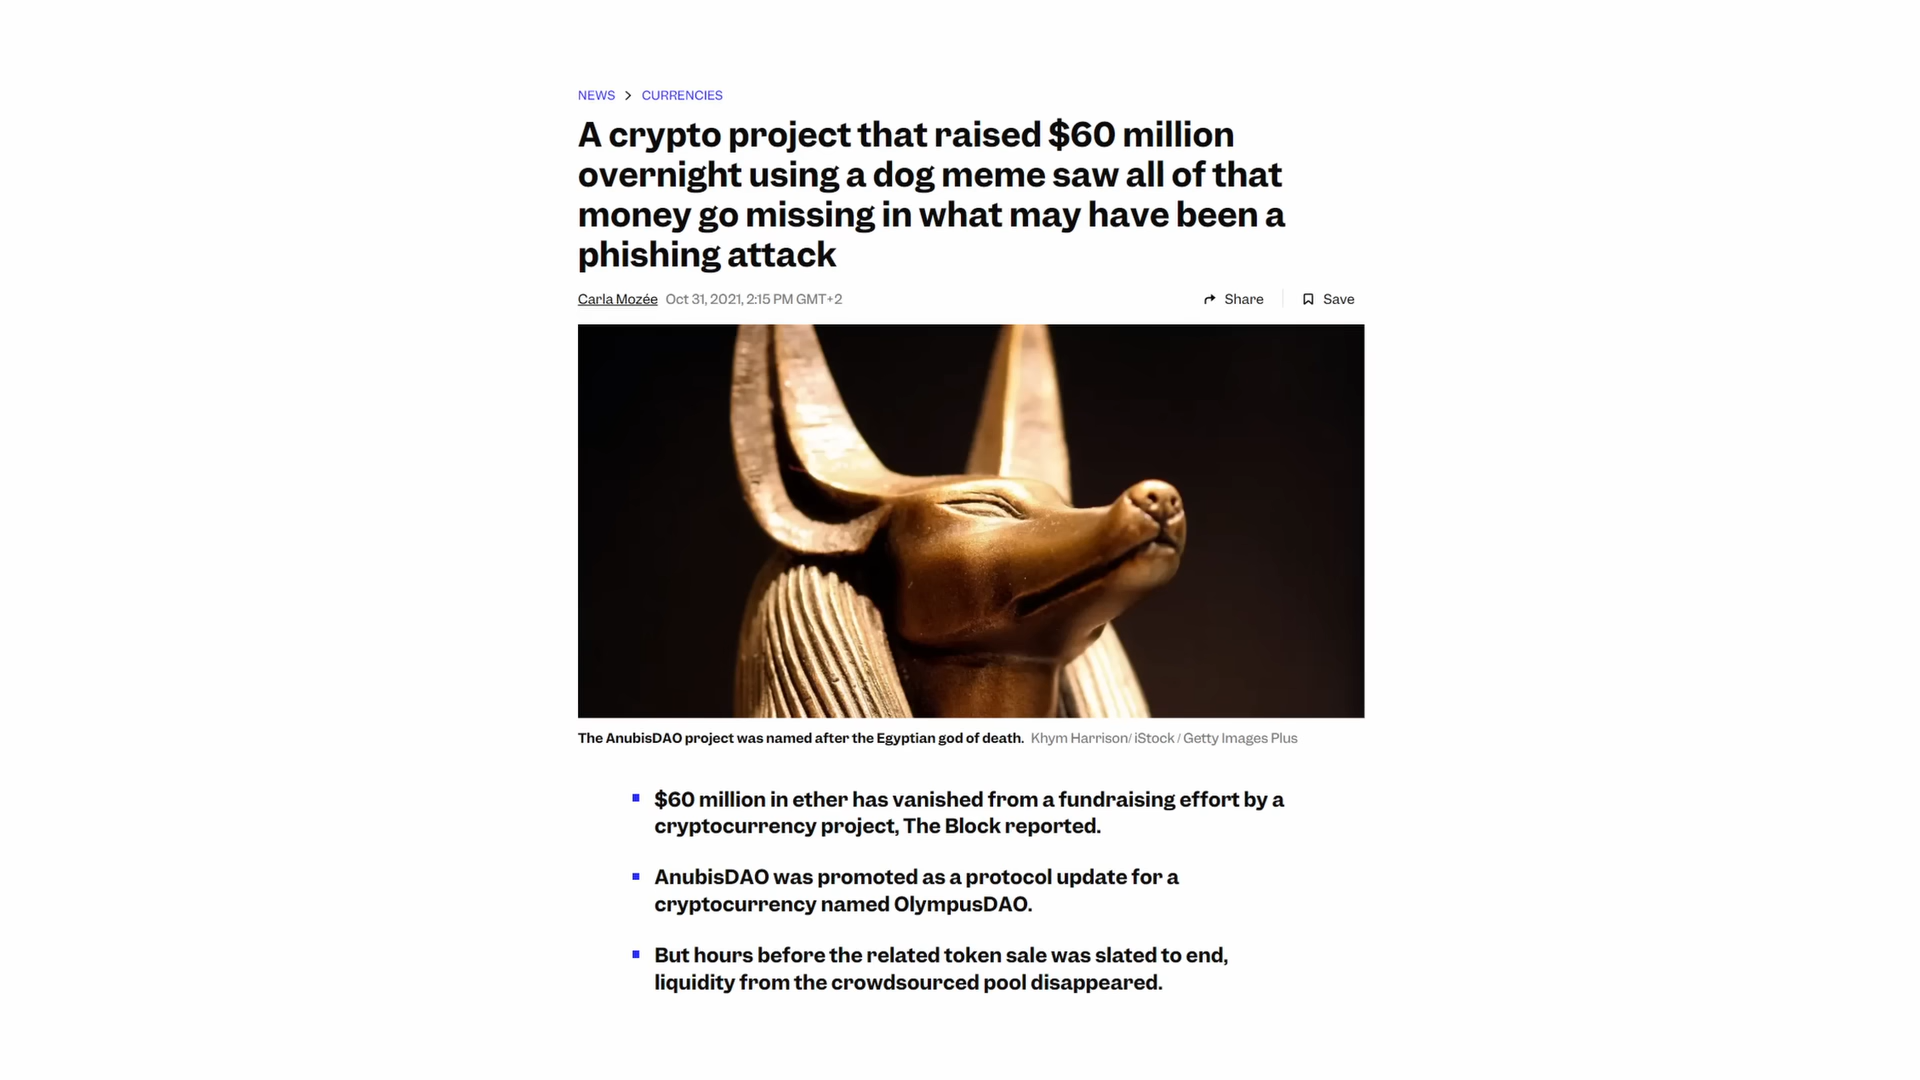 NEWS > CURRENCIES
A crypto project that raised $60 million
overnight using a dog meme saw all of that
money go missing in what may have been a
phishing attack
Carla Mozée Oct 31, 2021, 2:15 PM GMT+2 Share Save
The AnubisDAO project was named after the Egyptian god of death. Khym Harrison/ iStock / Getty Images Plus
$60 million in ether has vanished from a fundraising effort by a
cryptocurrency project, The Block reported.
AnubisDAO was promoted as a protocol update for a
cryptocurrency named OlympusDAO.
But hours before the related token sale was slated to end,
liquidity from the crowdsourced pool disappeared.